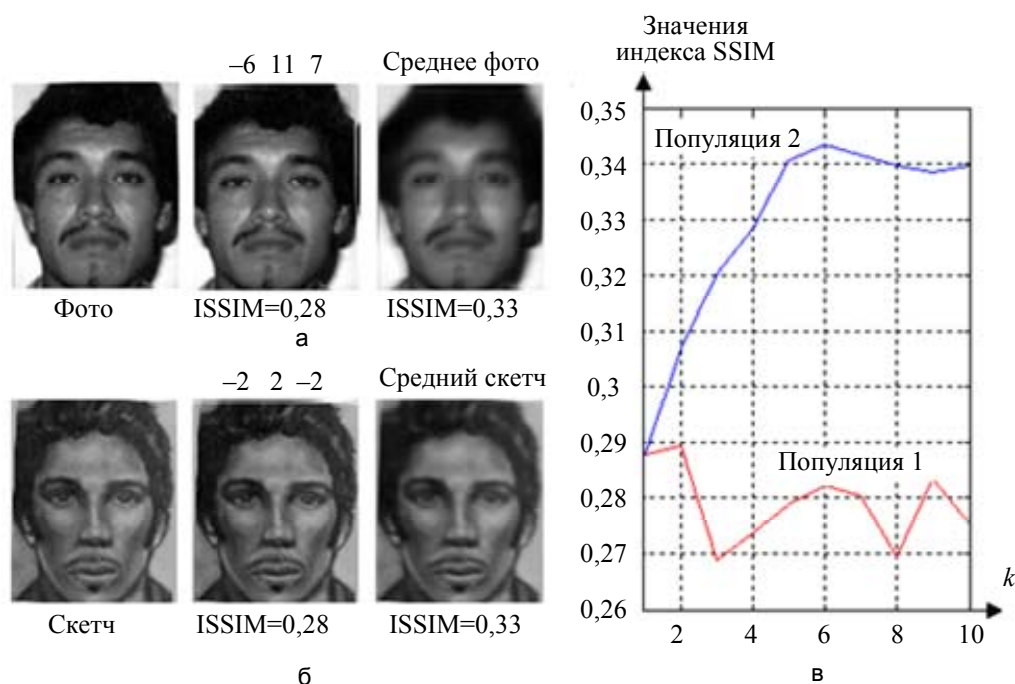 –6 11 7
Среднее фото
Фото
ISSIM=0,28
ISSIM=0,33
а
–2 2 –2
Средний скетч
Скетч
ISSIM=0,28
ISSIM=0,33
б
Значения
индекса SSIM
0,35
Популяция 2
0,34
0,33
0,32
0,31
0,3
0,29
Популяция 1
0,28
0,27
0,26
k
2 4 6 8 10
в